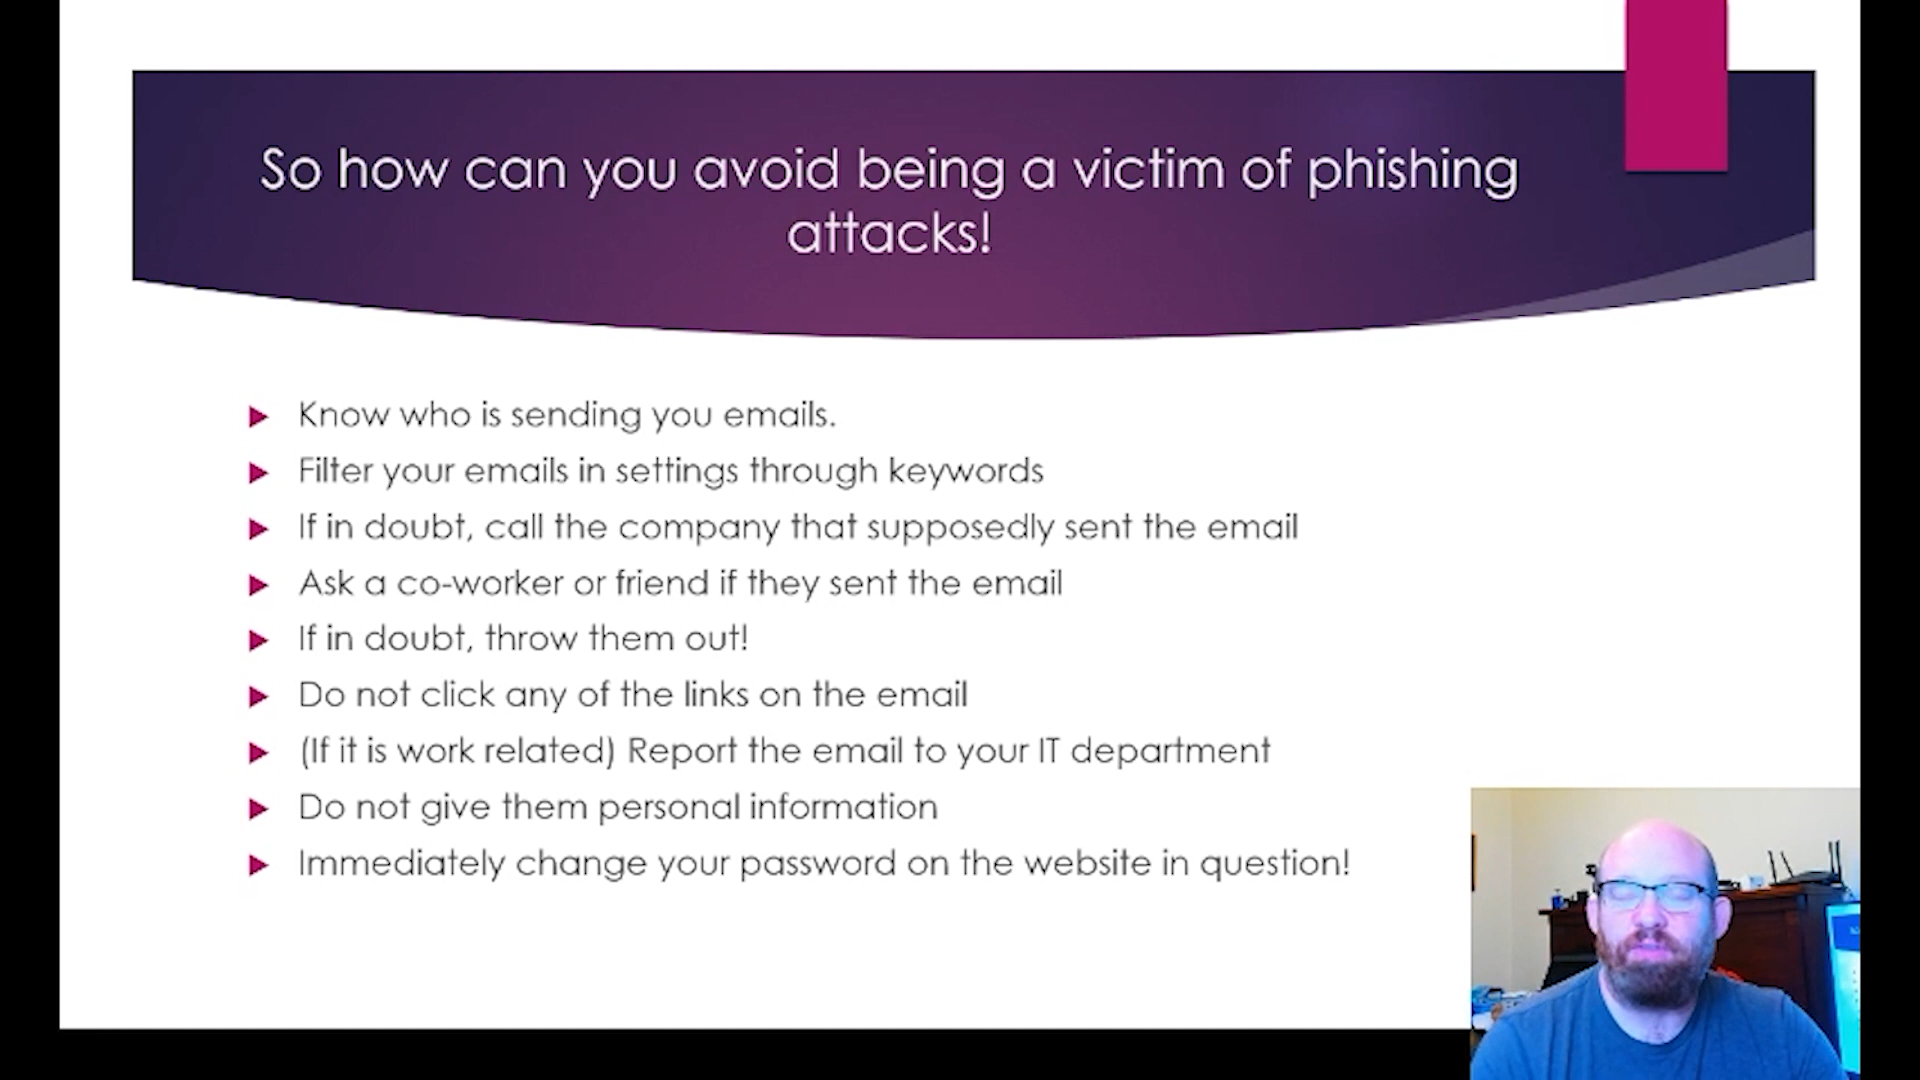 So how can you avoid being a victim of phishing
attacks!
Know who is sending you emails.
Filter your emails in settings through keywords
If in doubt, call the company that supposedly sent the email
Ask a co-worker or friend if they sent the email
If in doubt, throw them out!
Do not click any of the links on the email
(If it is work related) Report the email to your IT department
Do not give them personal information
Immediately change your password on the website in question!